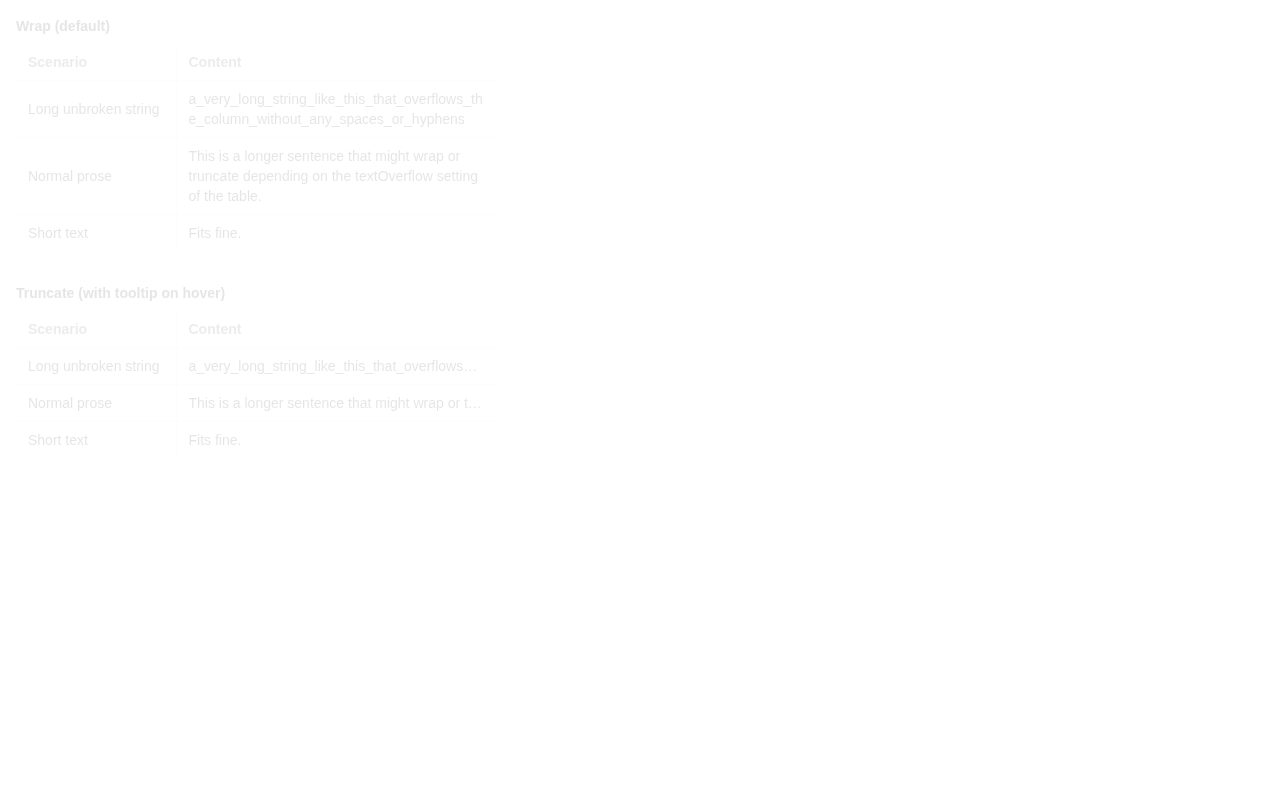 Wrap (default)
Scenario Content
Long unbroken string a_very_long_string_like_this_that_overflows_th
e_column_without_any_spaces_or_hyphens
Normal prose This is a longer sentence that might wrap or
truncate depending on the textOverflow setting
of the table.
Short text Fits fine.
Truncate (with tooltip on hover)
Scenario Content
Long unbroken string a_very_long_string_like_this_that_overflows…
Normal prose This is a longer sentence that might wrap or t…
Short text Fits fine.